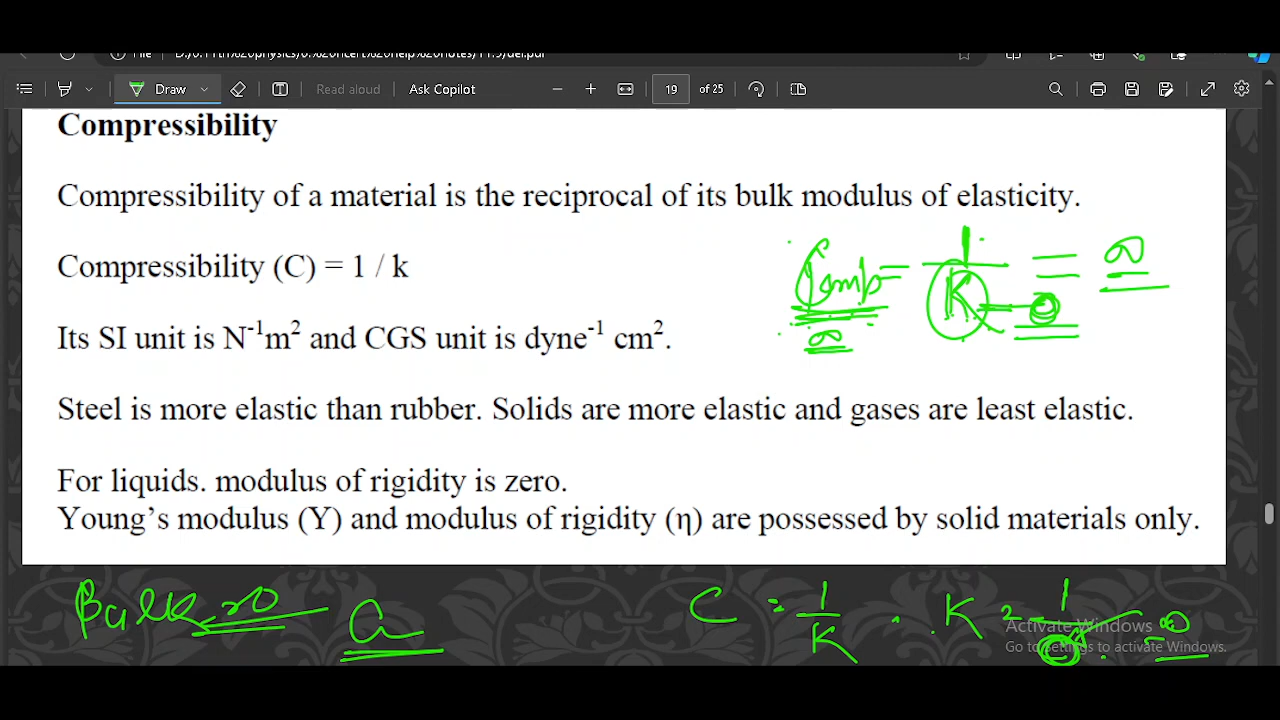 Draw
Read aloud
Ask Copilot
19 of 25
Compressibility
Compressibility of a material is the reciprocal of its bulk modulus of elasticity.
Compressibility (C) = 1 / k
Comp = 1/K = ∞
Its SI unit is N⁻¹m² and CGS unit is dyne⁻¹ cm².
Steel is more elastic than rubber. Solids are more elastic and gases are least elastic.
For liquids. modulus of rigidity is zero.
Young’s modulus (Y) and modulus of rigidity (η) are possessed by solid materials only.
Bulk
C = 1/K
Activate Windows
Go to Settings to activate Windows.